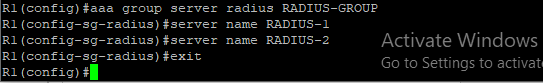 R1(config)#aaa group server radius RADIUS-GROUP
R1(config-sg-radius)#server name RADIUS-1
R1(config-sg-radius)#server name RADIUS-2
R1(config-sg-radius)#exit
R1(config)#
Activate Windows
Go to Settings to activate